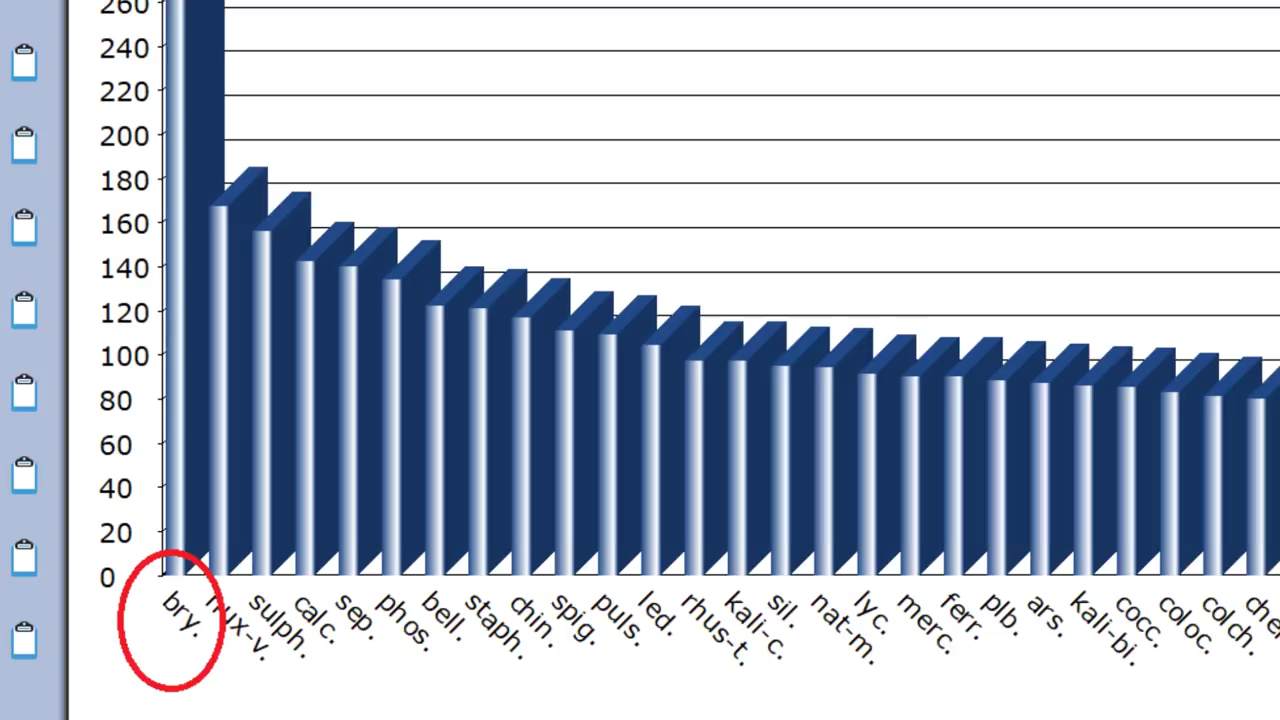 260
240
220
200
180
160
140
120
100
80
60
40
20
0
bry.
nux-v.
sulph.
calc.
sep.
phos.
bell.
staph.
chin.
spig.
puls.
led.
rhus-t.
kali-c.
sil.
nat-m.
lyc.
merc.
ferr.
plb.
ars.
kali-bi.
cocc.
coloc.
colch.